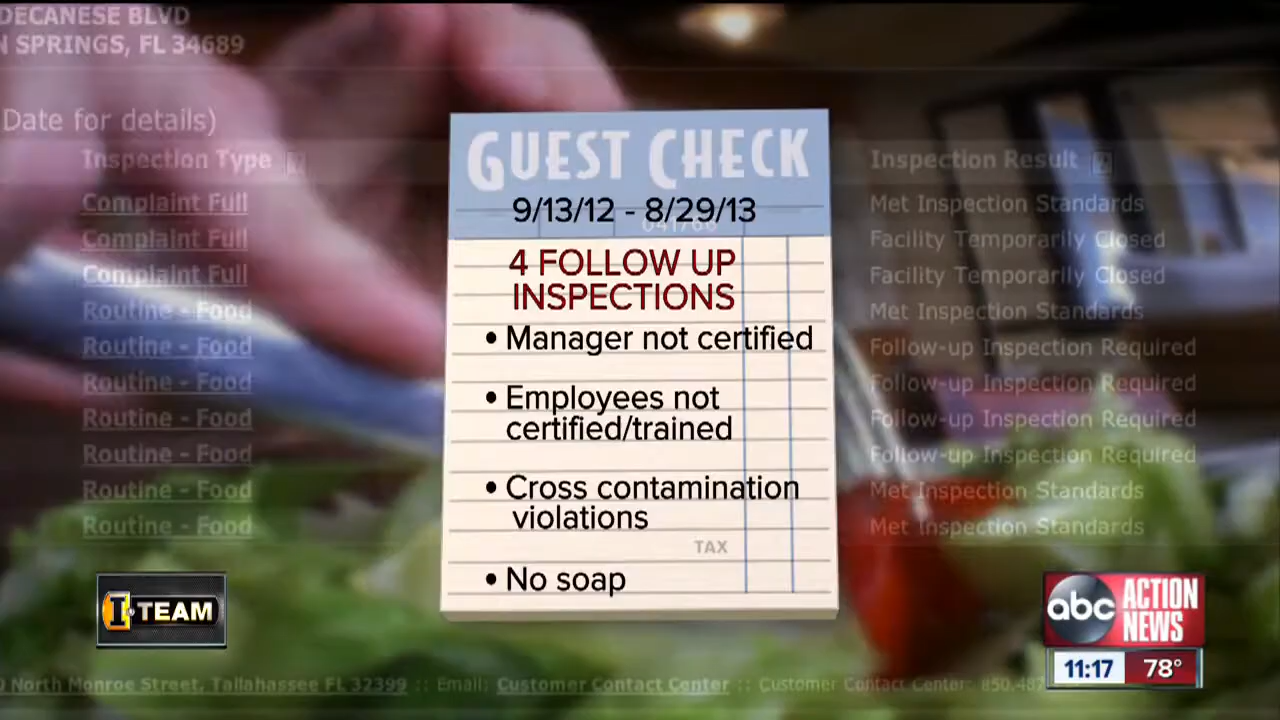 DECANESE BLVD
SPRINGS, FL 34689
Date for details)
Inspection Type
Inspection Result
Complaint Full
Met Inspection Standards
Complaint Full
Facility Temporarily Closed
Complaint Full
Facility Temporarily Closed
Routine - Food
Met Inspection Standards
Routine - Food
Follow-up Inspection Required
Routine - Food
Follow-up Inspection Required
Routine - Food
Follow-up Inspection Required
Routine - Food
Follow-up Inspection Required
Routine - Food
Met Inspection Standards
Routine - Food
Met Inspection Standards
GUEST CHECK
9/13/12 - 8/29/13
641766
4 FOLLOW UP
INSPECTIONS
• Manager not certified
• Employees not
certified/trained
• Cross contamination
violations
TAX
• No soap
I-TEAM
abc ACTION
NEWS
11:17 78°
North Monroe Street, Tallahassee FL 32399 :: Email: Customer Contact Center :: Customer Contact Center: 850.487